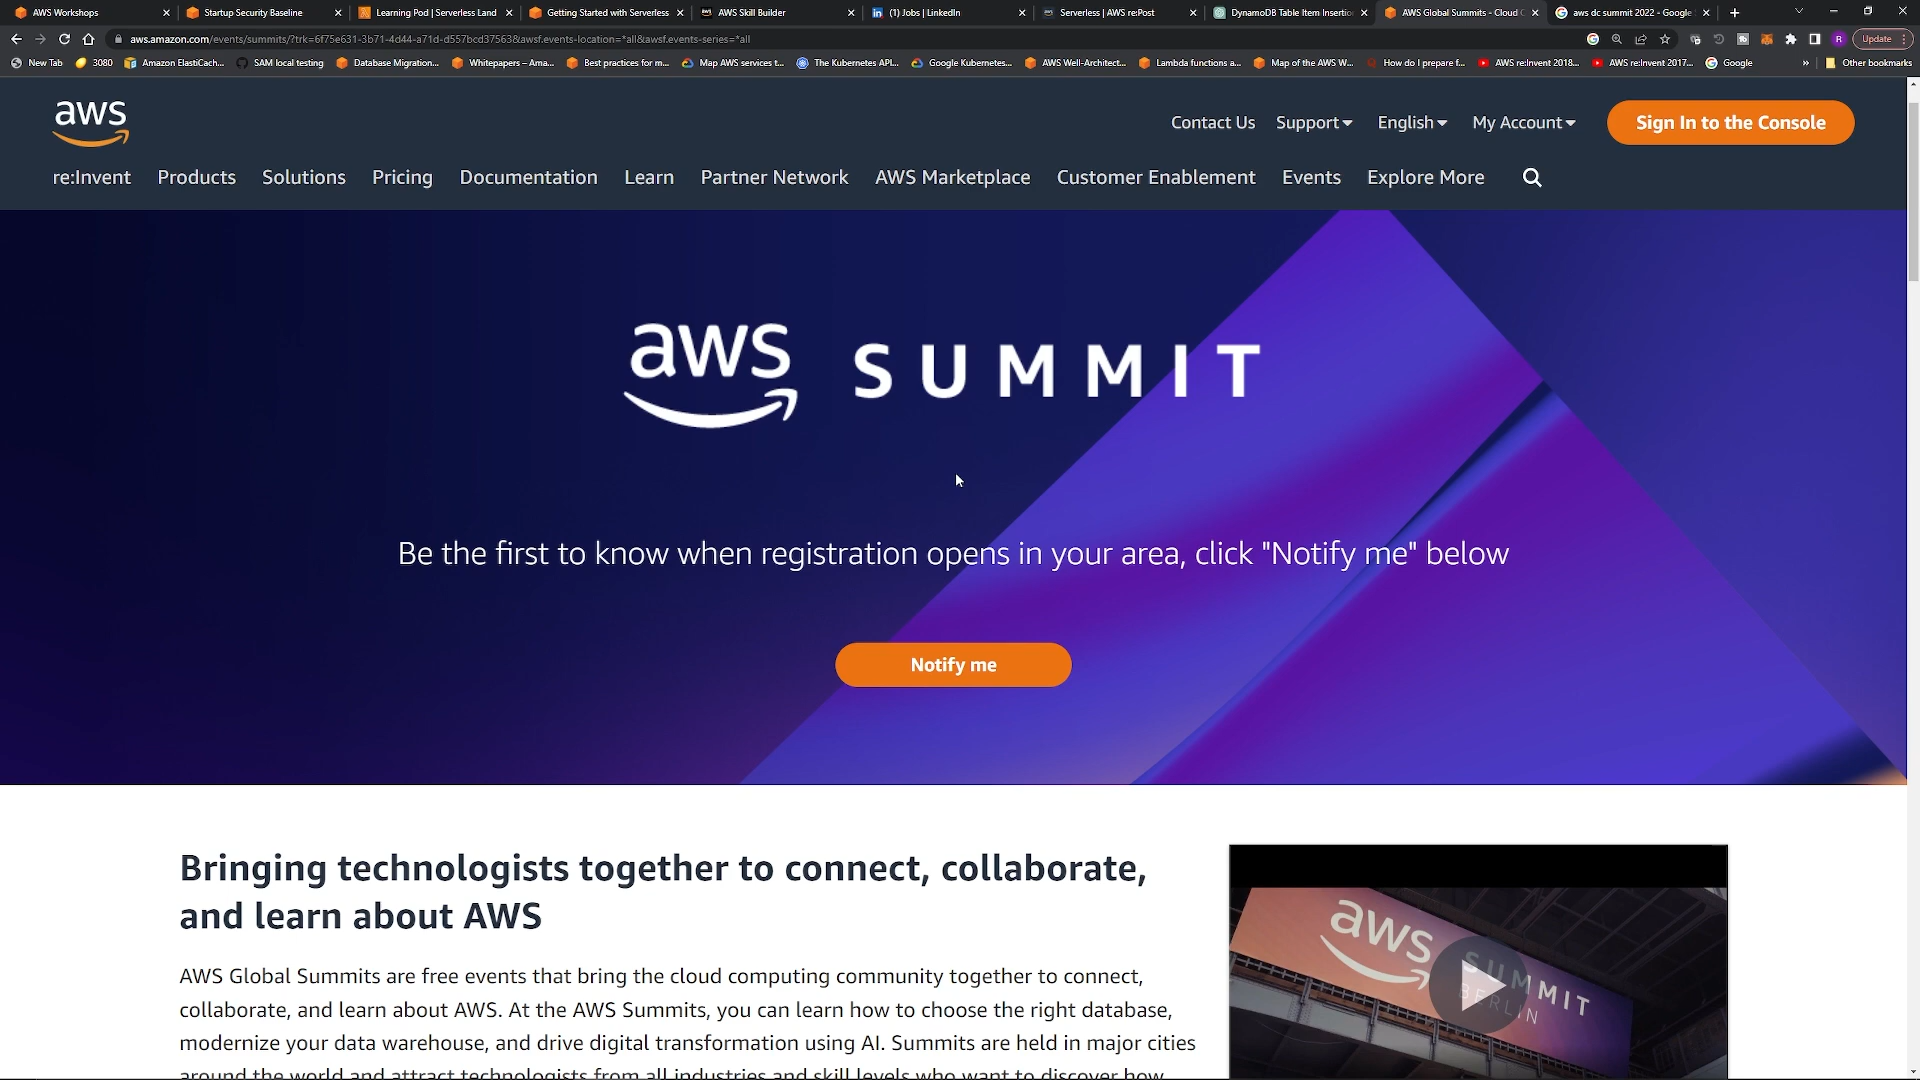 AWS Workshops
Startup Security Baseline
Learning Pod | Serverless Land
Getting Started with Serverless
AWS Skill Builder
(1) Jobs | LinkedIn
Serverless | AWS re:Post
DynamoDB Table Item Insertio
AWS Global Summits - Cloud C
aws dc summit 2022 - Google
aws.amazon.com/events/summits/?trk=6f75e631-3b71-4d44-a71d-d557bcd37563&awsf.events-location=*all&awsf.events-series=*all
R
Update
New Tab
3080
Amazon ElastiCach...
SAM local testing
Database Migration...
Whitepapers – Ama...
Best practices for m...
Map AWS services t...
The Kubernetes API...
Google Kubernetes...
AWS Well-Architect...
Lambda functions a...
Map of the AWS W...
How do I prepare f...
AWS re:Invent 2018...
AWS re:Invent 2017...
Google
»
Other bookmarks
aws
Contact Us
Support
English
My Account
Sign In to the Console
re:Invent
Products
Solutions
Pricing
Documentation
Learn
Partner Network
AWS Marketplace
Customer Enablement
Events
Explore More
aws SUMMIT
Be the first to know when registration opens in your area, click "Notify me" below
Notify me
Bringing technologists together to connect, collaborate,
and learn about AWS
AWS Global Summits are free events that bring the cloud computing community together to connect,
collaborate, and learn about AWS. At the AWS Summits, you can learn how to choose the right database,
modernize your data warehouse, and drive digital transformation using AI. Summits are held in major cities
around the world and attract technologists from all industries and skill levels who want to discover how
aws
SUMMIT
BERLIN